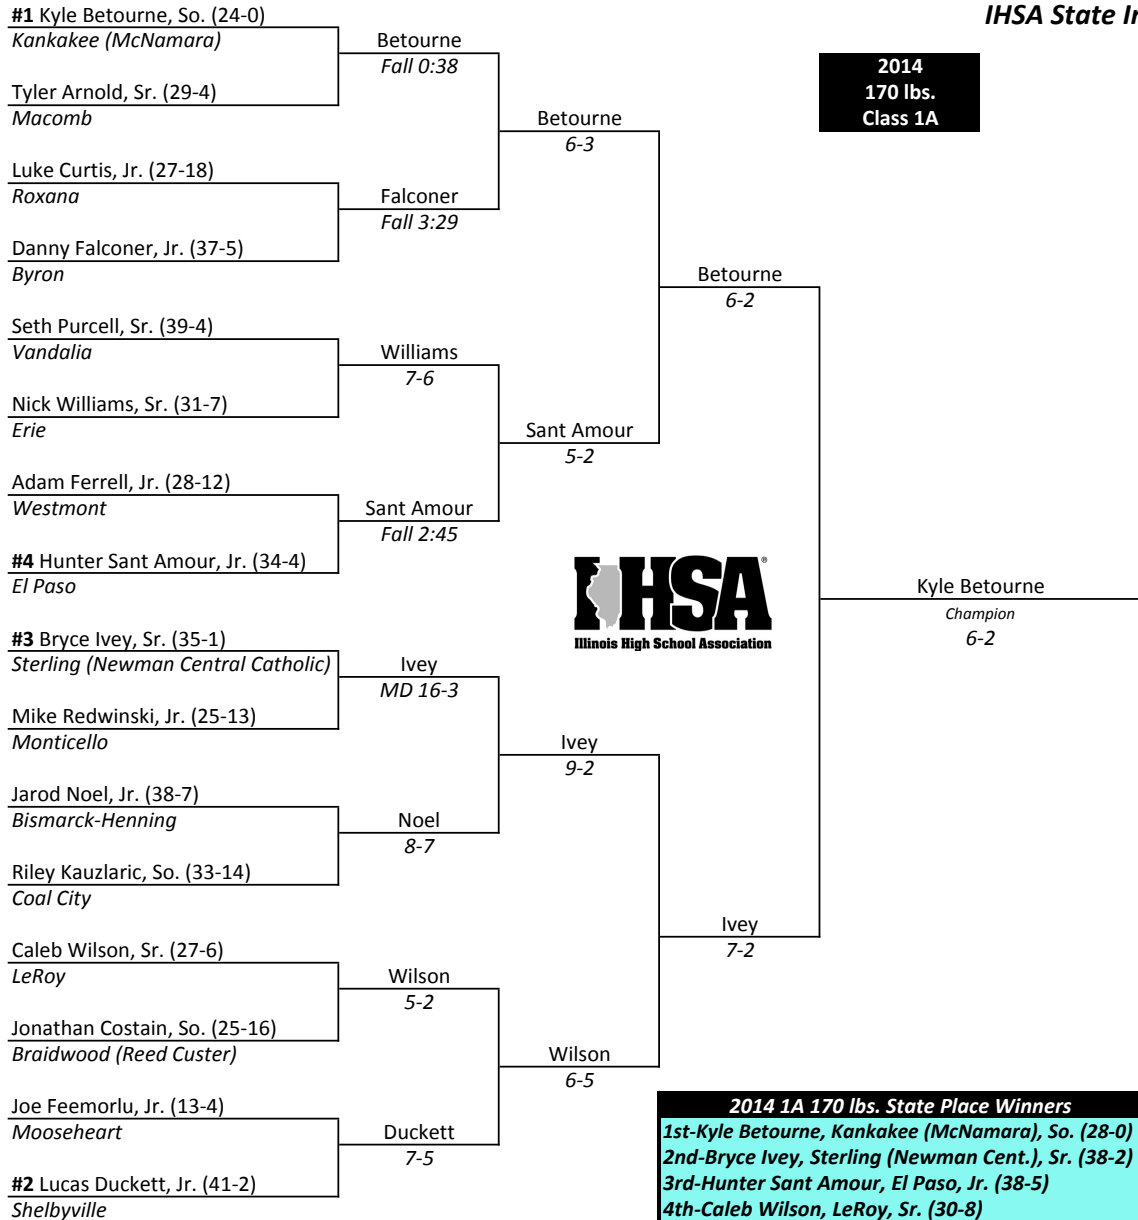 IHSA State In
2014
170 lbs.
Class 1A
#1 Kyle Betourne, So. (24-0)
Kankakee (McNamara)
Tyler Arnold, Sr. (29-4)
Macomb
Luke Curtis, Jr. (27-18)
Roxana
Danny Falconer, Jr. (37-5)
Byron
Seth Purcell, Sr. (39-4)
Vandalia
Nick Williams, Sr. (31-7)
Erie
Adam Ferrell, Jr. (28-12)
Westmont
#4 Hunter Sant Amour, Jr. (34-4)
El Paso
#3 Bryce Ivey, Sr. (35-1)
Sterling (Newman Central Catholic)
Mike Redwinski, Jr. (25-13)
Monticello
Jarod Noel, Jr. (38-7)
Bismarck-Henning
Riley Kauzlaric, So. (33-14)
Coal City
Caleb Wilson, Sr. (27-6)
LeRoy
Jonathan Costain, So. (25-16)
Braidwood (Reed Custer)
Joe Feemorlu, Jr. (13-4)
Mooseheart
#2 Lucas Duckett, Jr. (41-2)
Shelbyville
Betourne
Fall 0:38
Falconer
Fall 3:29
Williams
7-6
Sant Amour
Fall 2:45
Ivey
MD 16-3
Noel
8-7
Wilson
5-2
Duckett
7-5
Betourne
6-3
Sant Amour
5-2
Ivey
9-2
Wilson
6-5
Betourne
6-2
Ivey
7-2
Kyle Betourne
Champion
6-2
IHSA®
Illinois High School Association
2014 1A 170 lbs. State Place Winners
1st-Kyle Betourne, Kankakee (McNamara), So. (28-0)
2nd-Bryce Ivey, Sterling (Newman Cent.), Sr. (38-2)
3rd-Hunter Sant Amour, El Paso, Jr. (38-5)
4th-Caleb Wilson, LeRoy, Sr. (30-8)